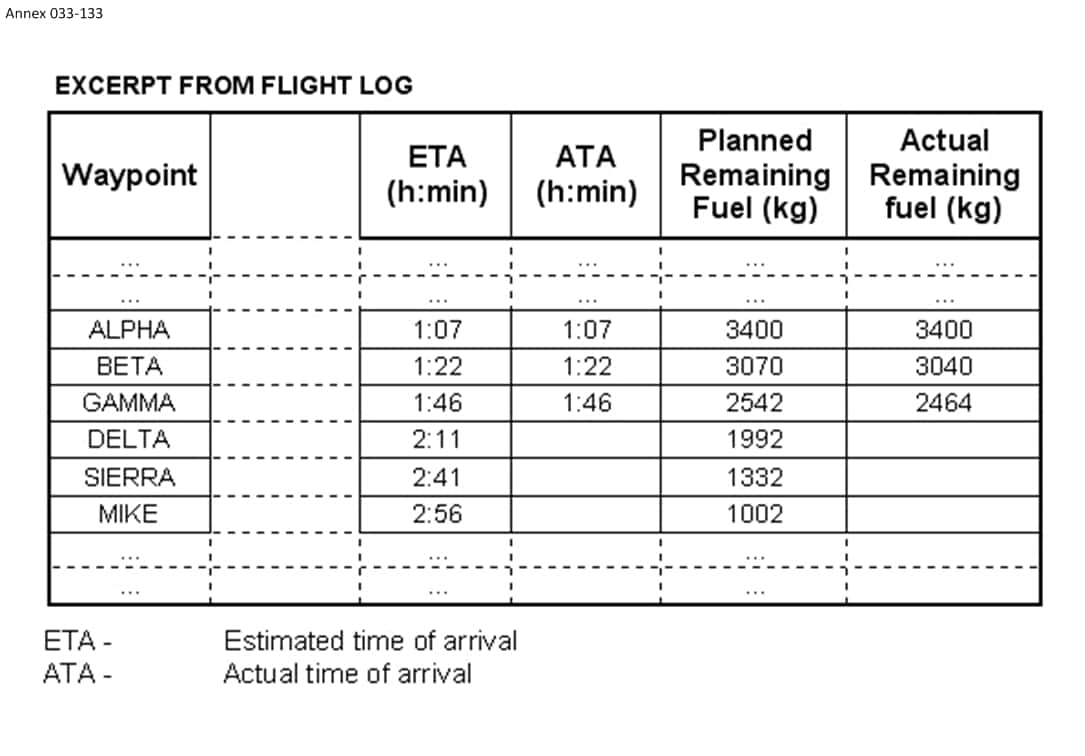 Annex 033-133
EXCERPT FROM FLIGHT LOG
Waypoint ETA (h:min) ATA (h:min) Planned Remaining Fuel (kg) Actual Remaining fuel (kg)
... ... ... ... ...
... ... ... ... ...
ALPHA 1:07 1:07 3400 3400
BETA 1:22 1:22 3070 3040
GAMMA 1:46 1:46 2542 2464
DELTA 2:11 1992
SIERRA 2:41 1332
MIKE 2:56 1002
... ... ...
... ... ...
ETA - Estimated time of arrival
ATA - Actual time of arrival